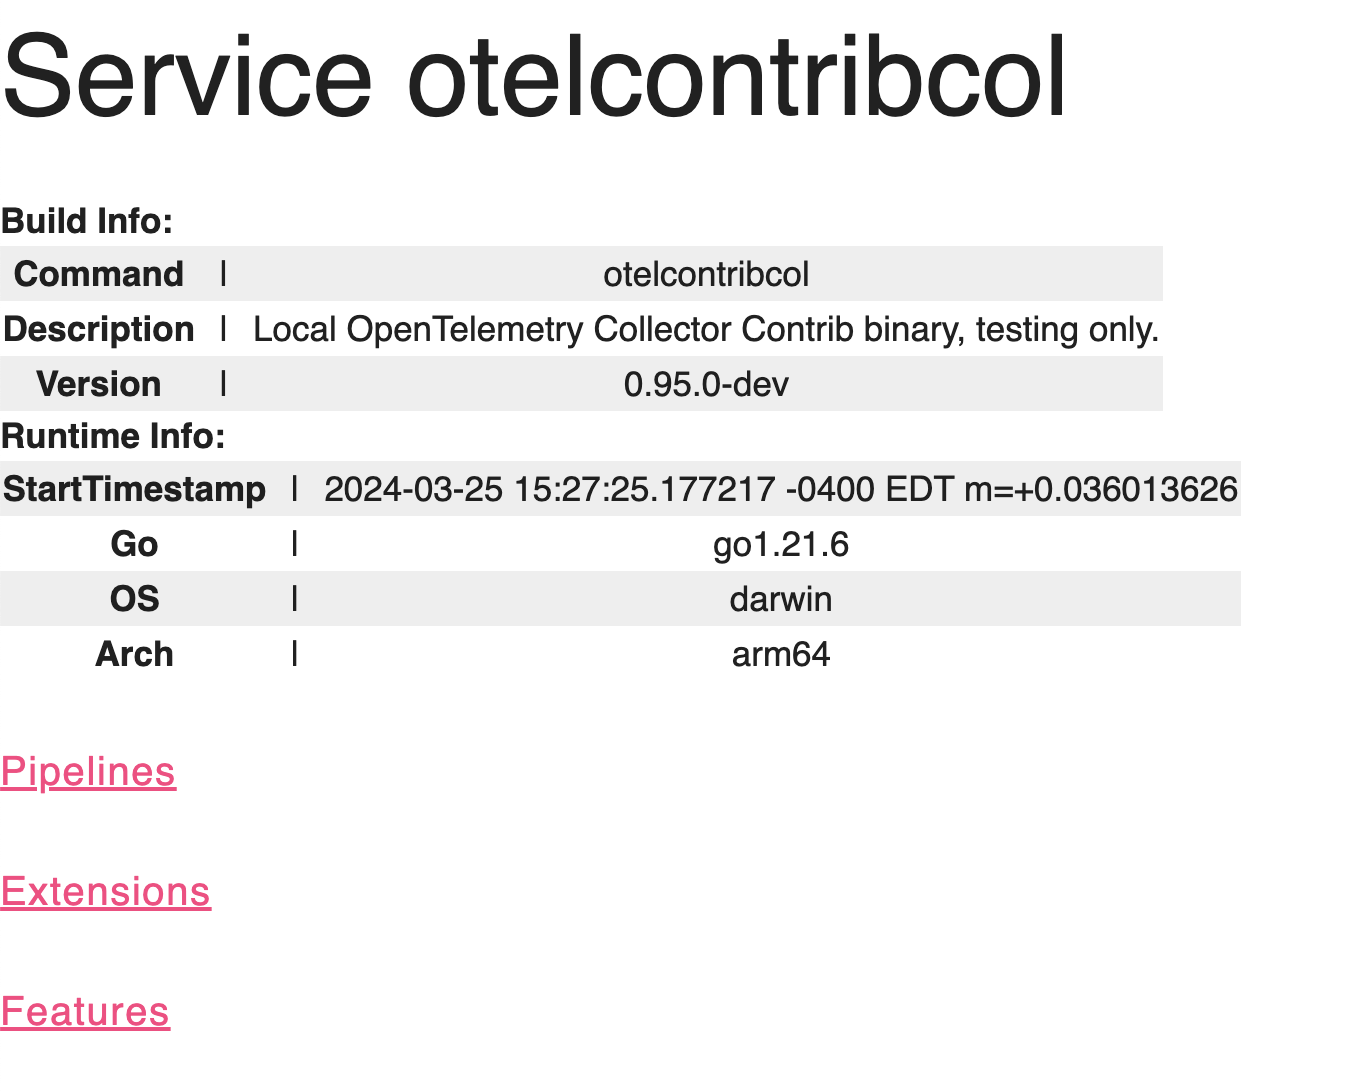 Service otelcontribcol
Build Info:
Command | otelcontribcol
Description | Local OpenTelemetry Collector Contrib binary, testing only.
Version | 0.95.0-dev
Runtime Info:
StartTimestamp | 2024-03-25 15:27:25.177217 -0400 EDT m=+0.036013626
Go | go1.21.6
OS | darwin
Arch | arm64
Pipelines
Extensions
Features